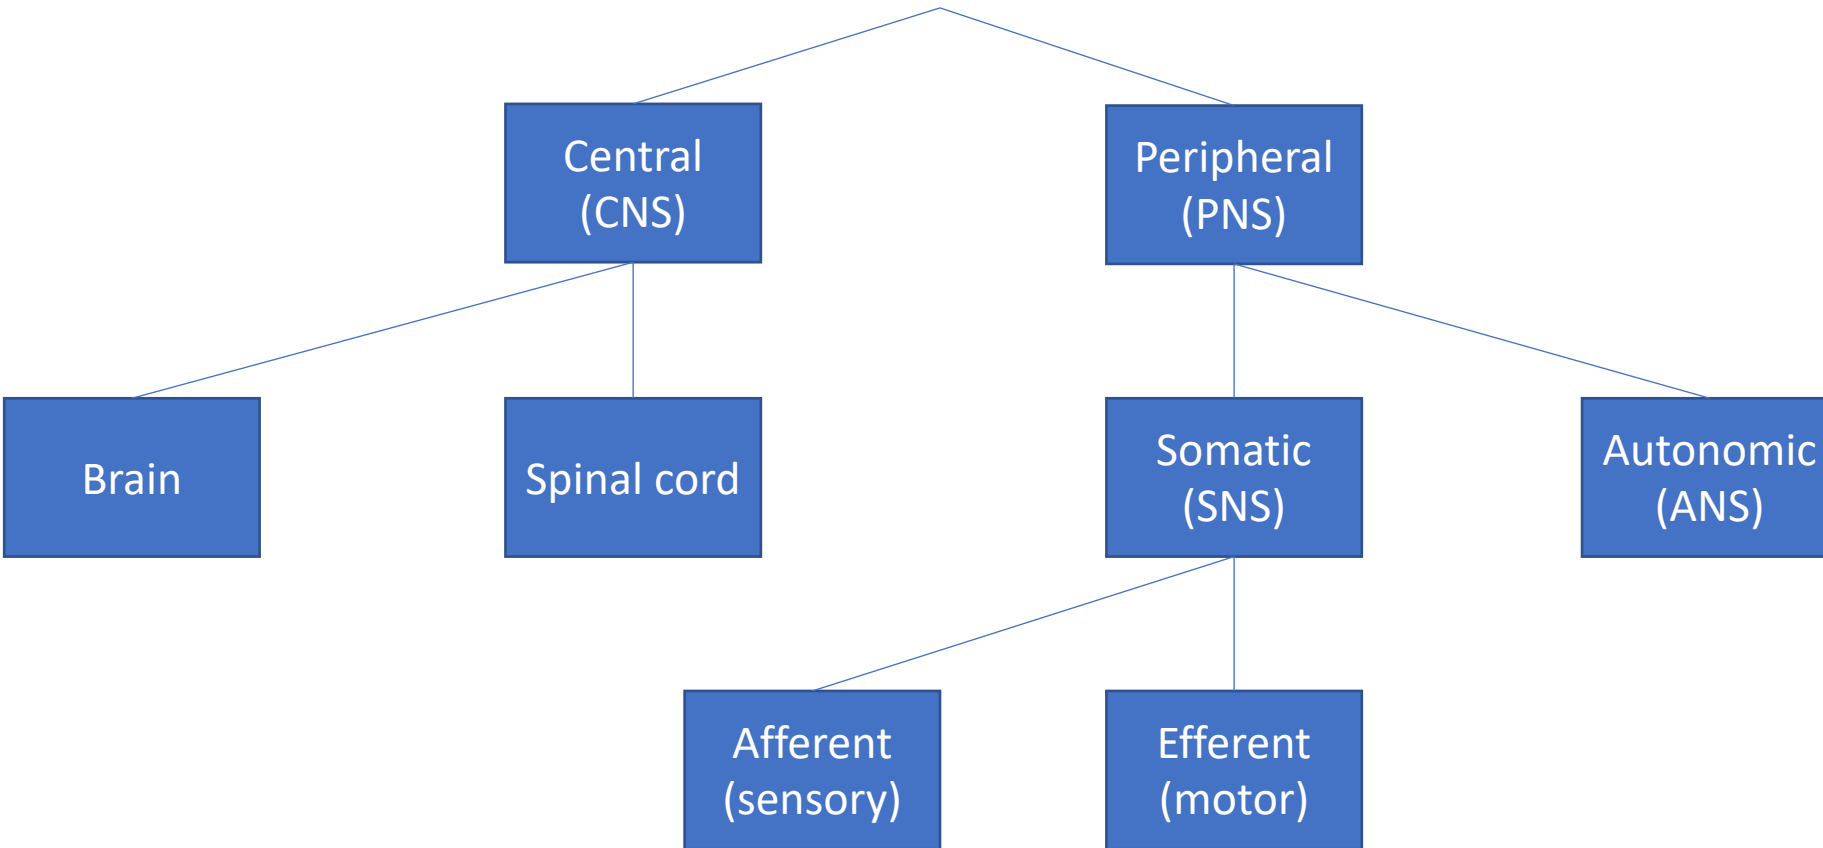 Central
(CNS)
Peripheral
(PNS)
Brain
Spinal cord
Somatic
(SNS)
Autonomic
(ANS)
Afferent
(sensory)
Efferent
(motor)